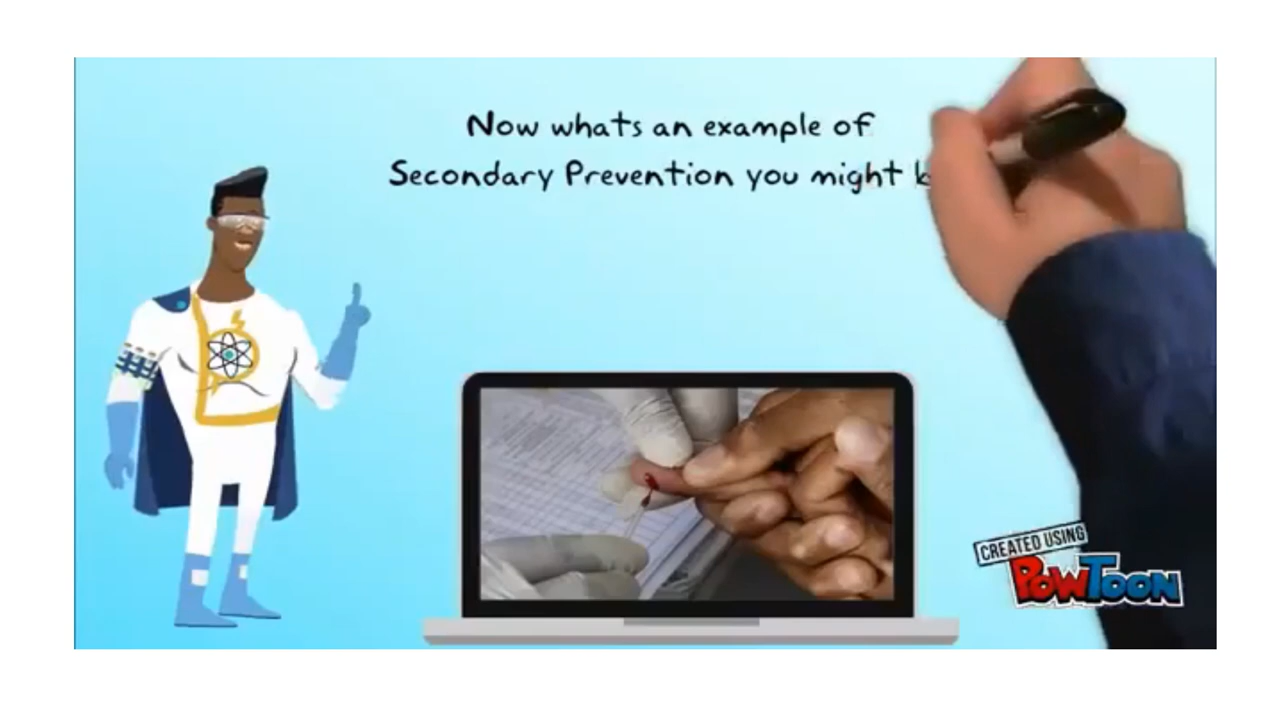 Now whats an example of
Secondary Prevention you might
CREATED USING
POWTOON